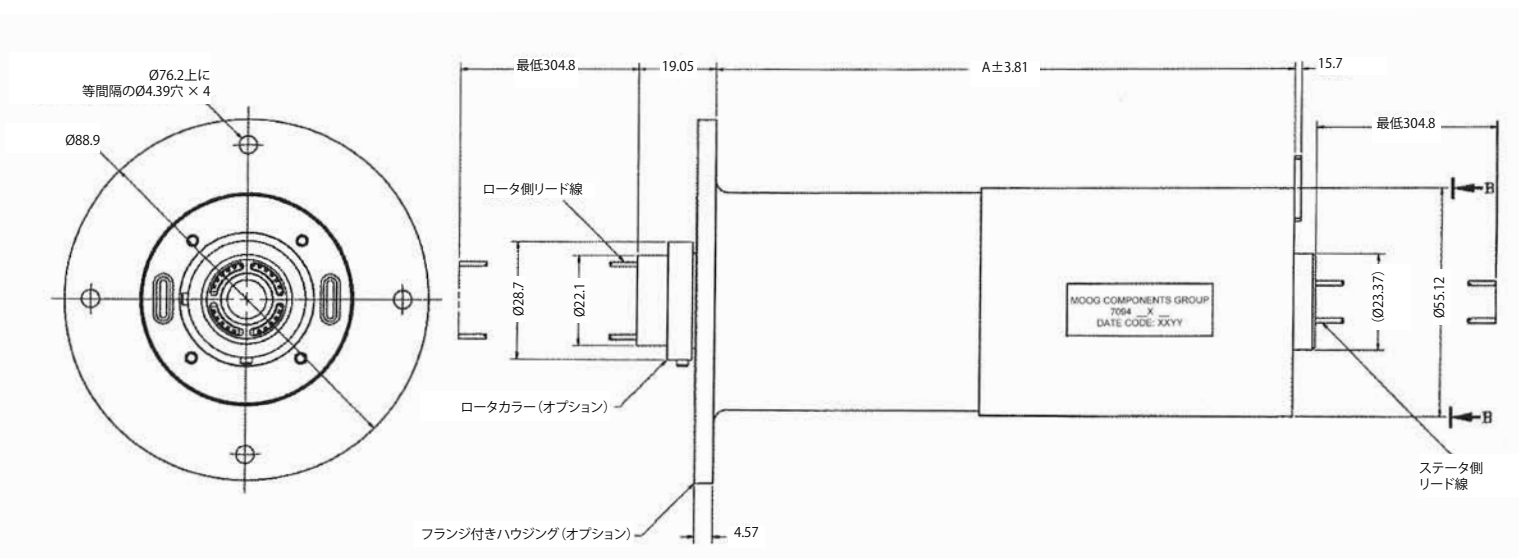 Ø76.2上に
等間隔のØ4.39穴 × 4
Ø88.9
最低304.8
19.05
A±3.81
15.7
最低304.8
ロータ側リード線
Ø28.7
Ø22.1
MOOG COMPONENTS GROUP
7094 __X __
DATE CODE: XXYY
(Ø23.37)
Ø55.12
B
B
ロータカラー（オプション）
ステータ側
リード線
フランジ付きハウジング（オプション）
4.57